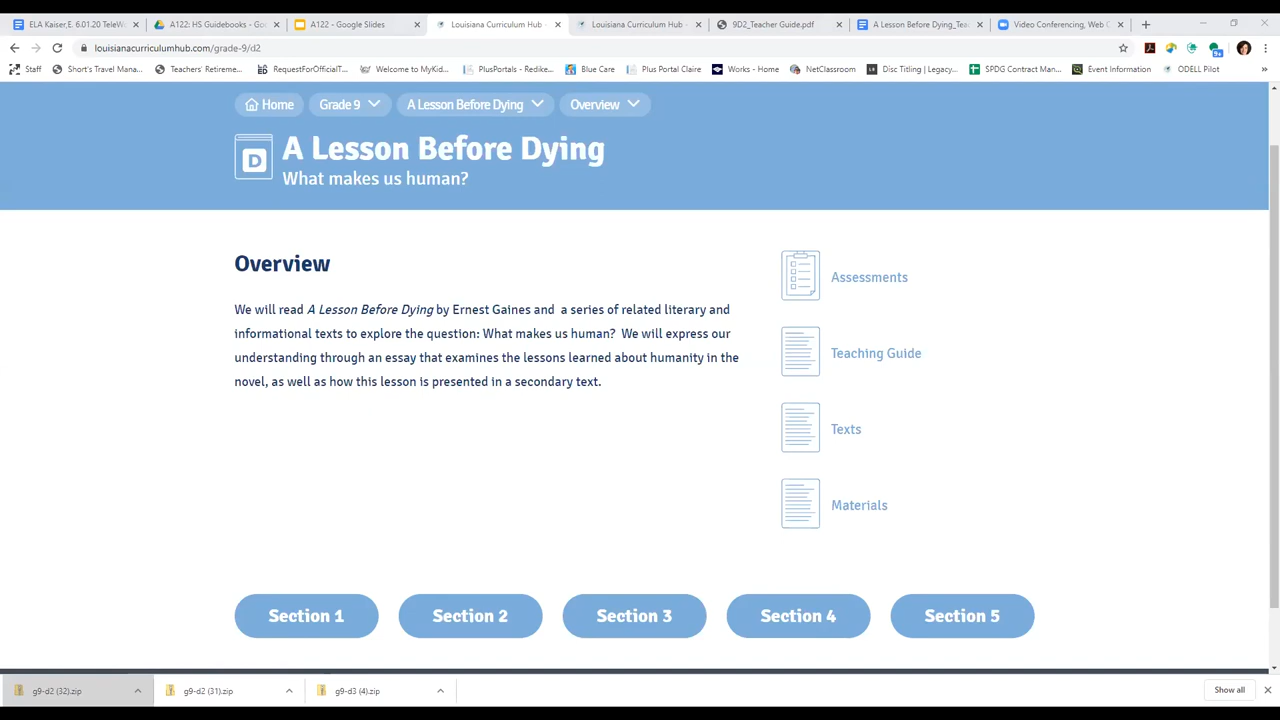 ELA Kaiser,E. 6.01.20 TeleW
A122: HS Guidebooks - Go
A122 - Google Slides
Louisiana Curriculum Hub -
Louisiana Curriculum Hub -
9D2_Teacher Guide.pdf
A Lesson Before Dying_Tea
Video Conferencing, Web C
louisianacurriculumhub.com/grade-9/d2
9+
Staff
Short's Travel Mana...
Teachers' Retireme...
RequestForOfficialT...
Welcome to MyKid...
PlusPortals - Redike...
Blue Care
Plus Portal Claire
Works - Home
NetClassroom
Disc Titling | Legacy...
SPDG Contract Man...
Event Information
ODELL Pilot
»
Home
Grade 9
A Lesson Before Dying
Overview
D
A Lesson Before Dying
What makes us human?
Overview
We will read A Lesson Before Dying by Ernest Gaines and a series of related literary and
informational texts to explore the question: What makes us human? We will express our
understanding through an essay that examines the lessons learned about humanity in the
novel, as well as how this lesson is presented in a secondary text.
Assessments
Teaching Guide
Texts
Materials
Section 1
Section 2
Section 3
Section 4
Section 5
g9-d2 (32).zip
g9-d2 (31).zip
g9-d3 (4).zip
Show all